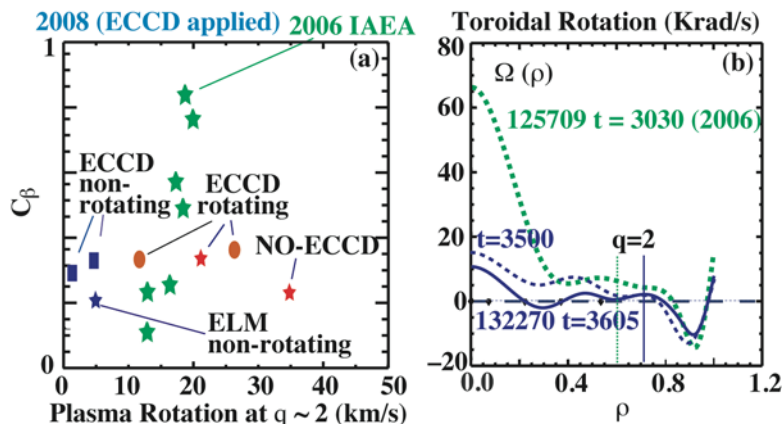 2008 (ECCD applied)
2006 IAEA
(a)
1
ECCD
non-
rotating
ECCD
rotating
NO-ECCD
ELM
non-rotating
C_β
0
0 10 20 30 40 50
Plasma Rotation at q ~ 2 (km/s)
Toroidal Rotation (Krad/s)
80
(b)
Ω (ρ)
60
125709 t = 3030 (2006)
40
20
t=3500
q=2
0
132270 t=3605
−20
0.0 0.4 0.8 1.2
ρ